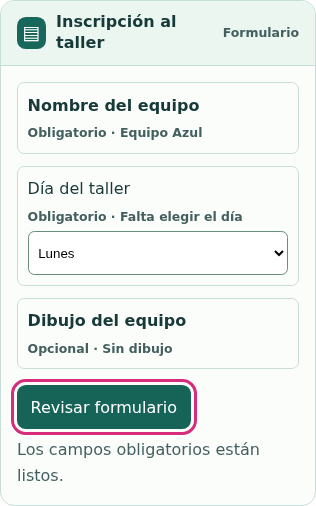 Inscripción al
taller
Formulario
Nombre del equipo
Obligatorio · Equipo Azul
Día del taller
Obligatorio · Falta elegir el día
Lunes
Dibujo del equipo
Opcional · Sin dibujo
Revisar formulario
Los campos obligatorios están
listos.